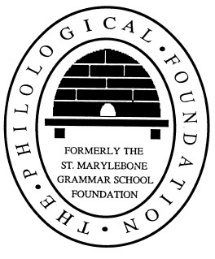 THE • PHILOLOGICAL • FOUNDATION •
FORMERLY THE
ST. MARYLEBONE
GRAMMAR SCHOOL
FOUNDATION